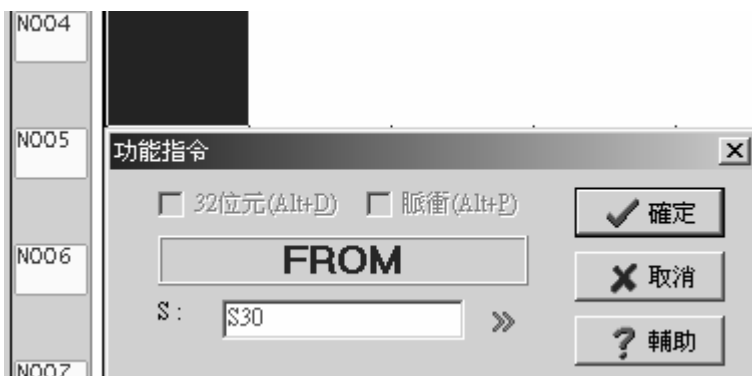 N004
N005
功能指令
32位元(Alt+D) 脈衝(Alt+P)
確定
FROM
N006
取消
S: S30
輔助
N007